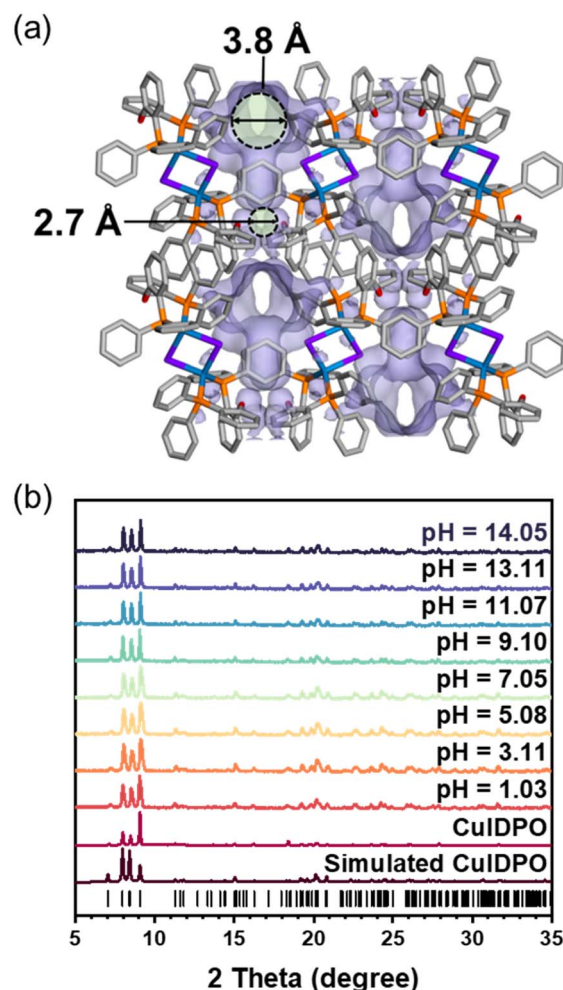 (a)
3.8 Å
2.7 Å
(b)
pH = 14.05
pH = 13.11
pH = 11.07
pH = 9.10
pH = 7.05
pH = 5.08
pH = 3.11
pH = 1.03
CuIDPO
Simulated CuIDPO
5 10 15 20 25 30 35
2 Theta (degree)